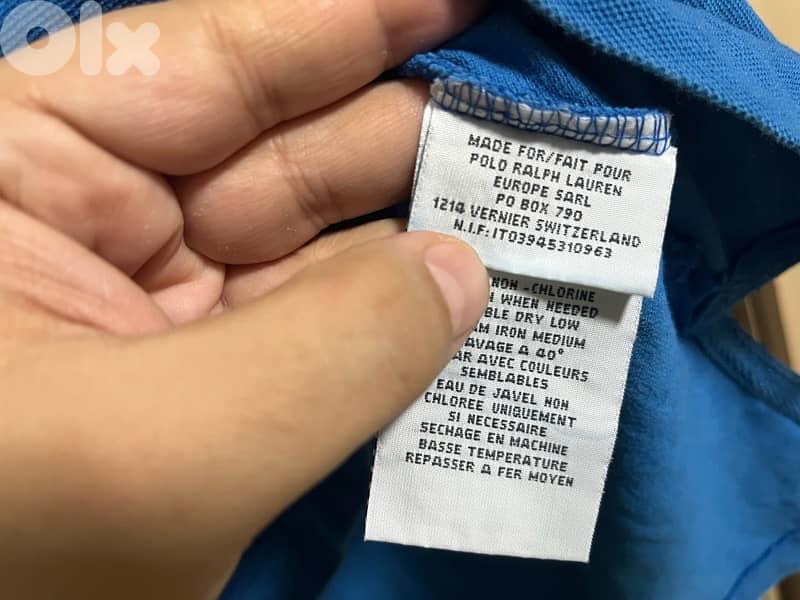 olx
MADE FOR/FAIT POUR
POLO RALPH LAUREN
EUROPE SARL
PO BOX 790
1214 VERNIER SWITZERLAND
N.I.F: IT03945310963
NON -CHLORINE
WHEN NEEDED
DRY LOW
IRON MEDIUM
A 40°
AVEC COULEURS
SEMBLABLES
EAU DE JAVEL NON
CHLOREE UNIQUEMENT
SI NECESSAIRE
SECHAGE EN MACHINE
BASSE TEMPERATURE
REPASSER A FER MOYEN